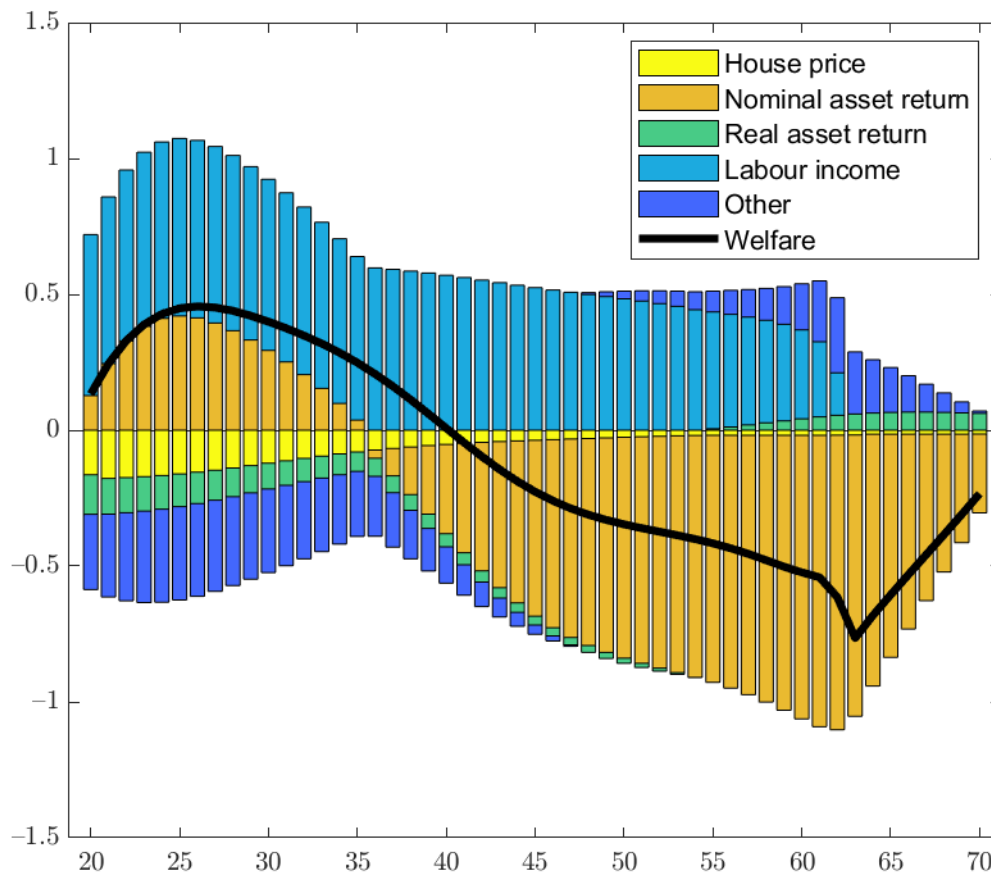 1.5
1
0.5
0
−0.5
−1
−1.5
House price
Nominal asset return
Real asset return
Labour income
Other
Welfare
20 25 30 35 40 45 50 55 60 65 70